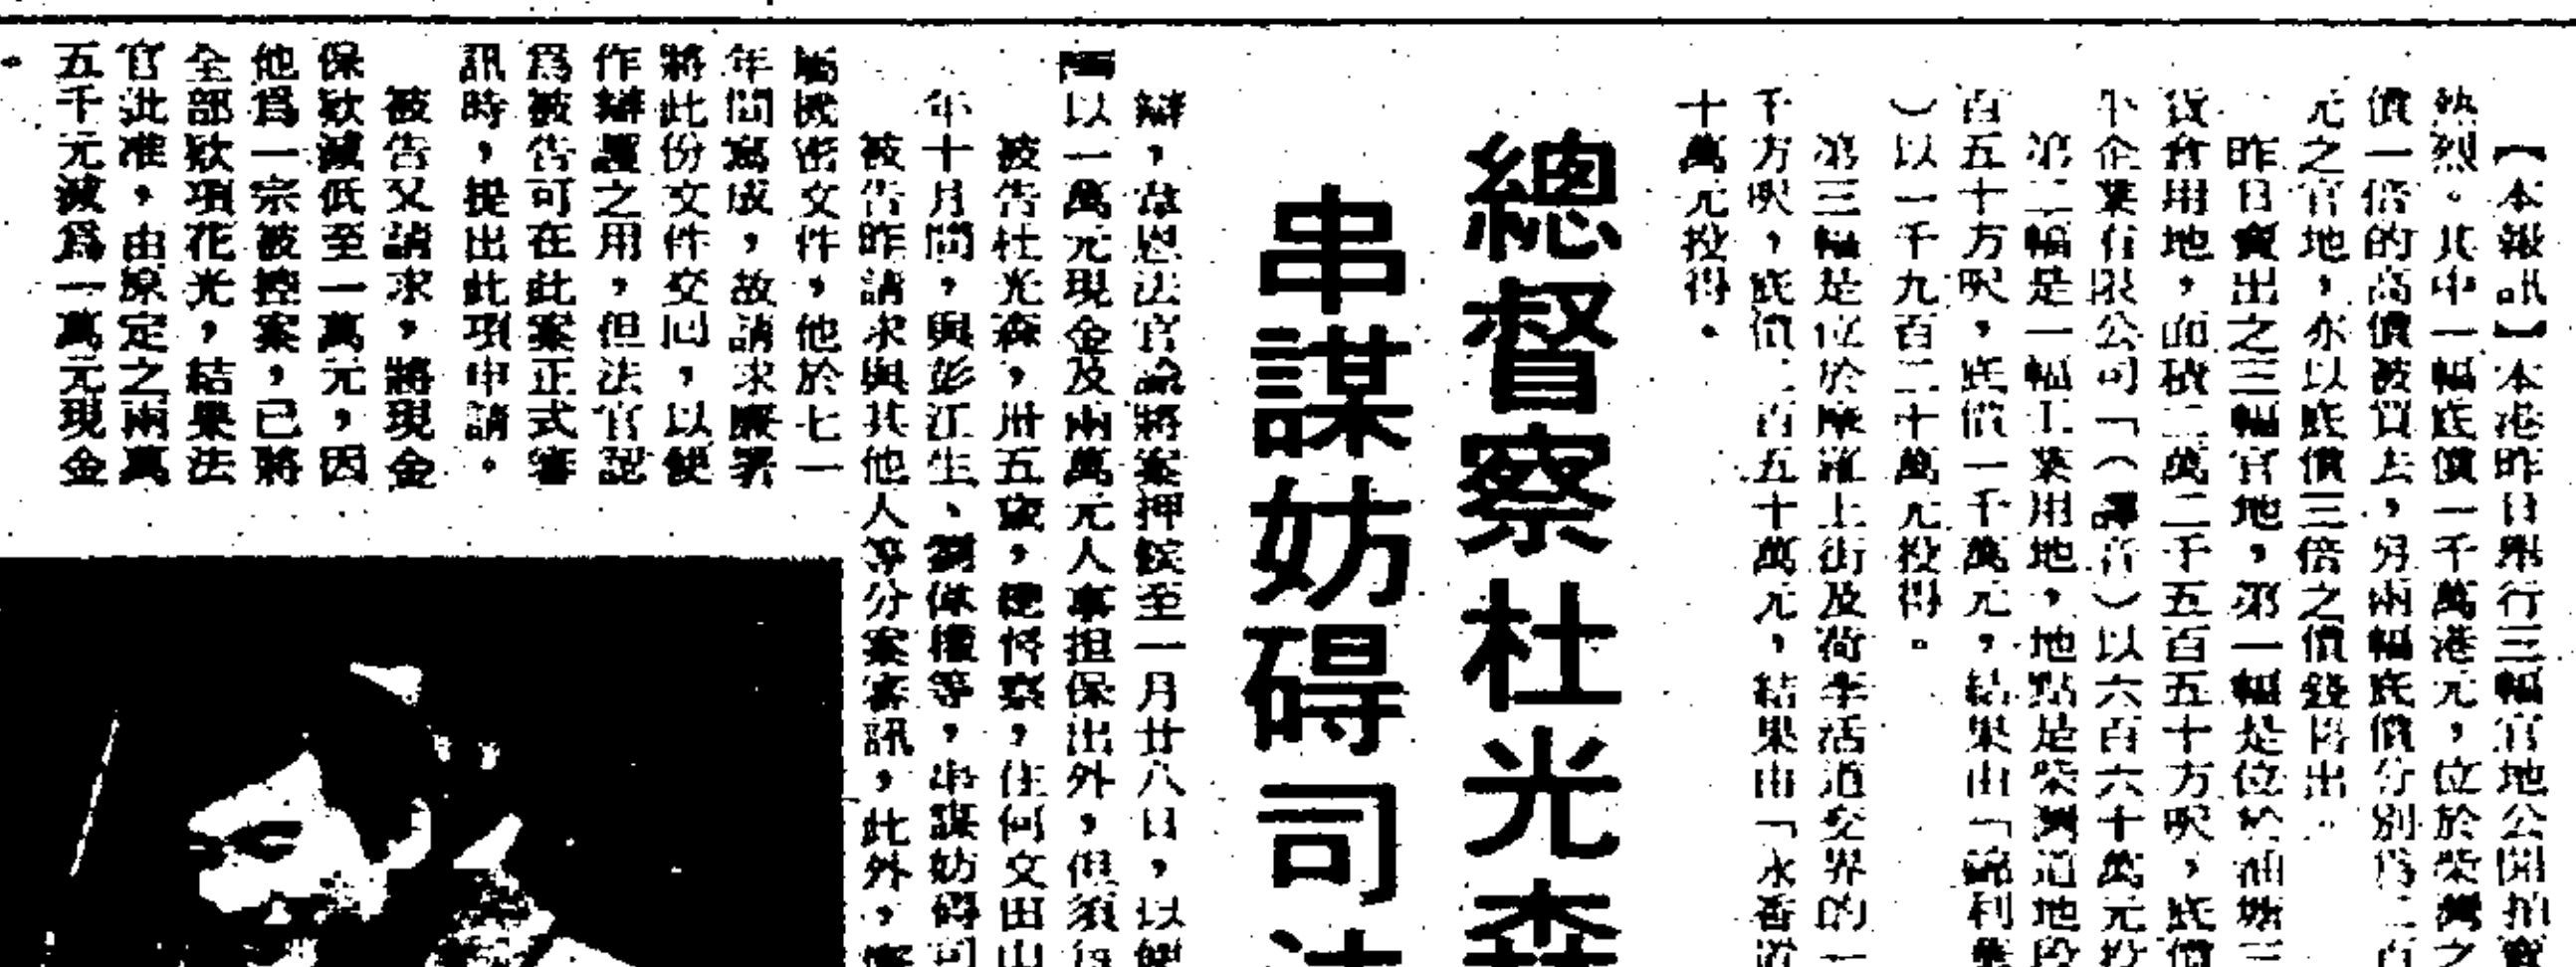 【本報訊】本港昨日舉行三幅官地公開拍賣
熱烈。其中一幅底價一千萬港元，位於柴灣之
價一倍的高價被買去，另兩幅底價分別爲二百
元之官地，亦以底價三倍之價錢售出。
昨日賣出之三幅官地，第一幅是位於油塘三
貨倉用地，面積二萬二千五百五十方呎，底價
企業有限公司「（譯音）以六百六十萬元投
第二幅是一幅工業用地，地點是柴灣道地段
百五十方呎，底價一千萬元，結果由「錦利
）以一千九百二十萬元投得。
第三幅是位於摩羅上街及荷李活道交界的一
千方呎，底價二百五十萬元，結果由「永香
十萬元投得。
總督察杜光森
串謀妨碍司法
辯，韋恩法官諭將案押候至一月廿八日，以便
以一萬元現金及兩萬元人事担保出外，但須每
被告杜光森，卅五歲，總督察，住何文田山
年十月間，與彭江生、劉偉權等，串謀妨碍司
被告昨請求與其他人等分案審訊，此外，
屬機密文件，他於七一
年間寫成，故請求廉署
將此份文件交回，以便
作辯護之用，但法官認
爲被告可在此案正式審
訊時，提出此項申請。
被告又請求，將現金
保欵減低至一萬元，因
他爲一宗被控案，已將
全部欵項花光，結果法
官批准，由原定之兩萬
五千元減爲一萬元現金
。